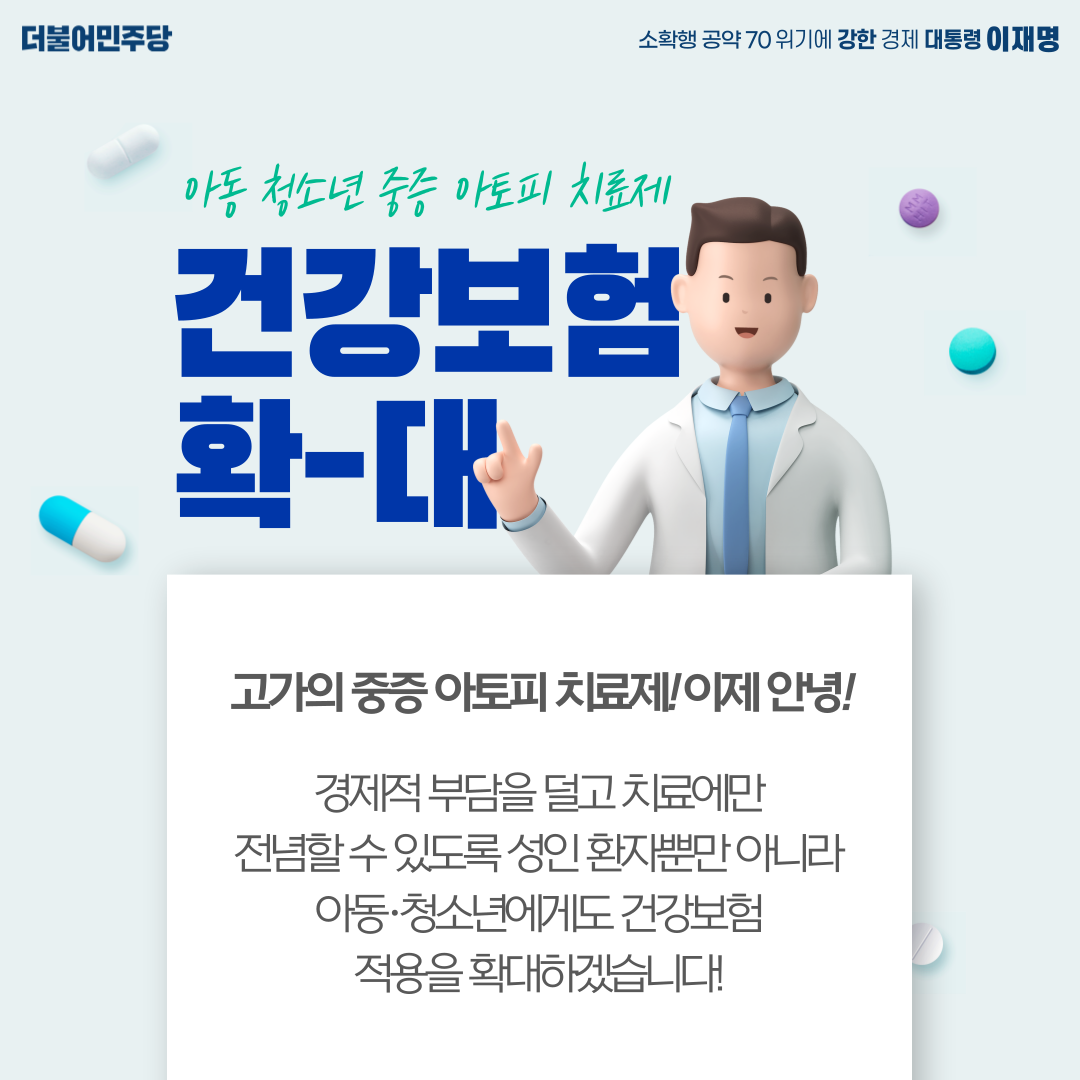 더불어민주당
소확행 공약 70 위기에 강한 경제 대통령 이재명
아동 청소년 중증 아토피 치료제
건강보험
확-대
고가의 중증 아토피 치료제! 이제 안녕!
경제적 부담을 덜고 치료에만
전념할 수 있도록 성인 환자뿐만 아니라
아동·청소년에게도 건강보험
적용을 확대하겠습니다!